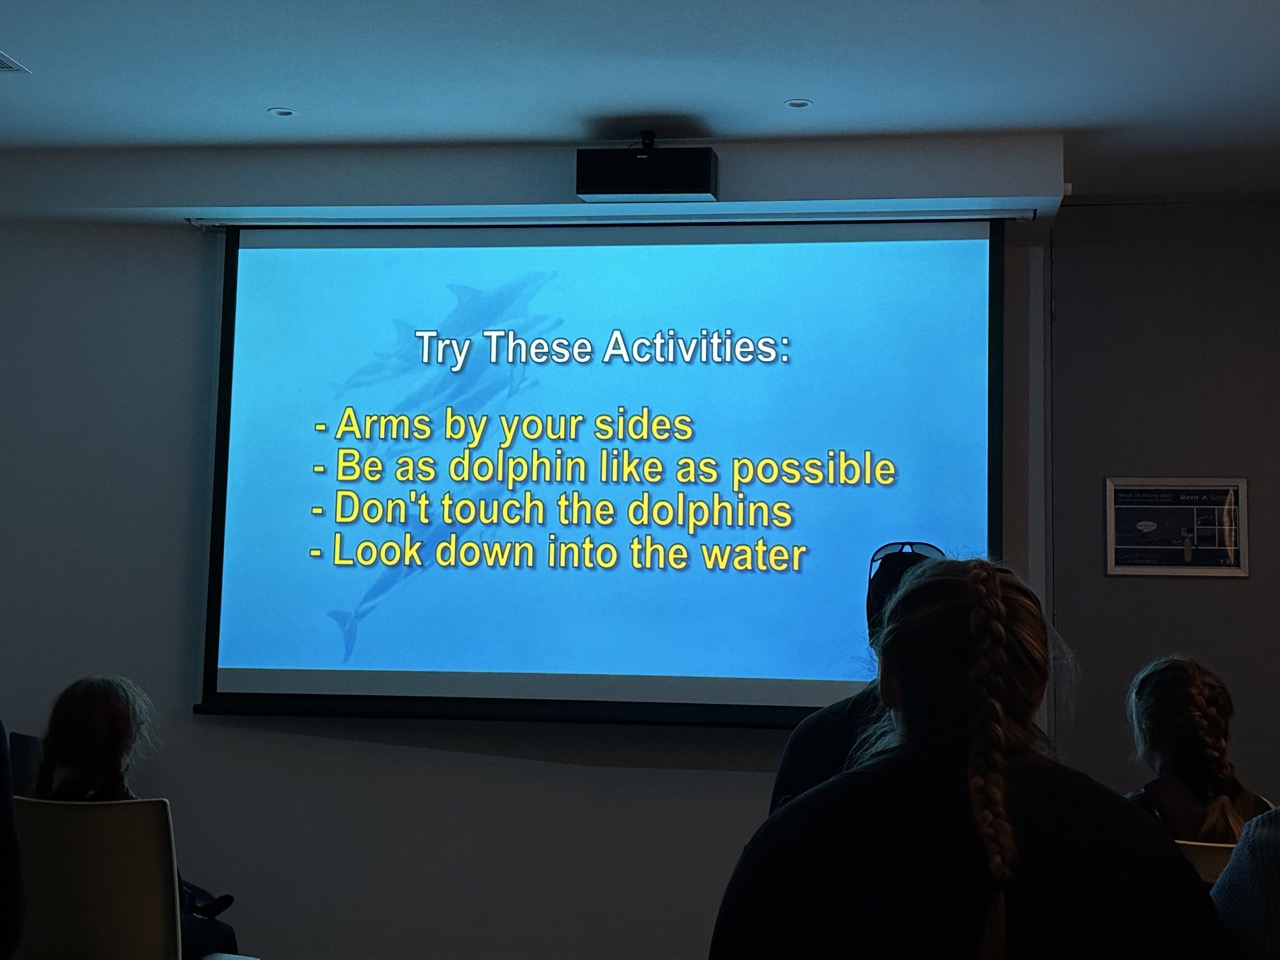 Try These Activities:
- Arms by your sides
- Be as dolphin like as possible
- Don't touch the dolphins
- Look down into the water